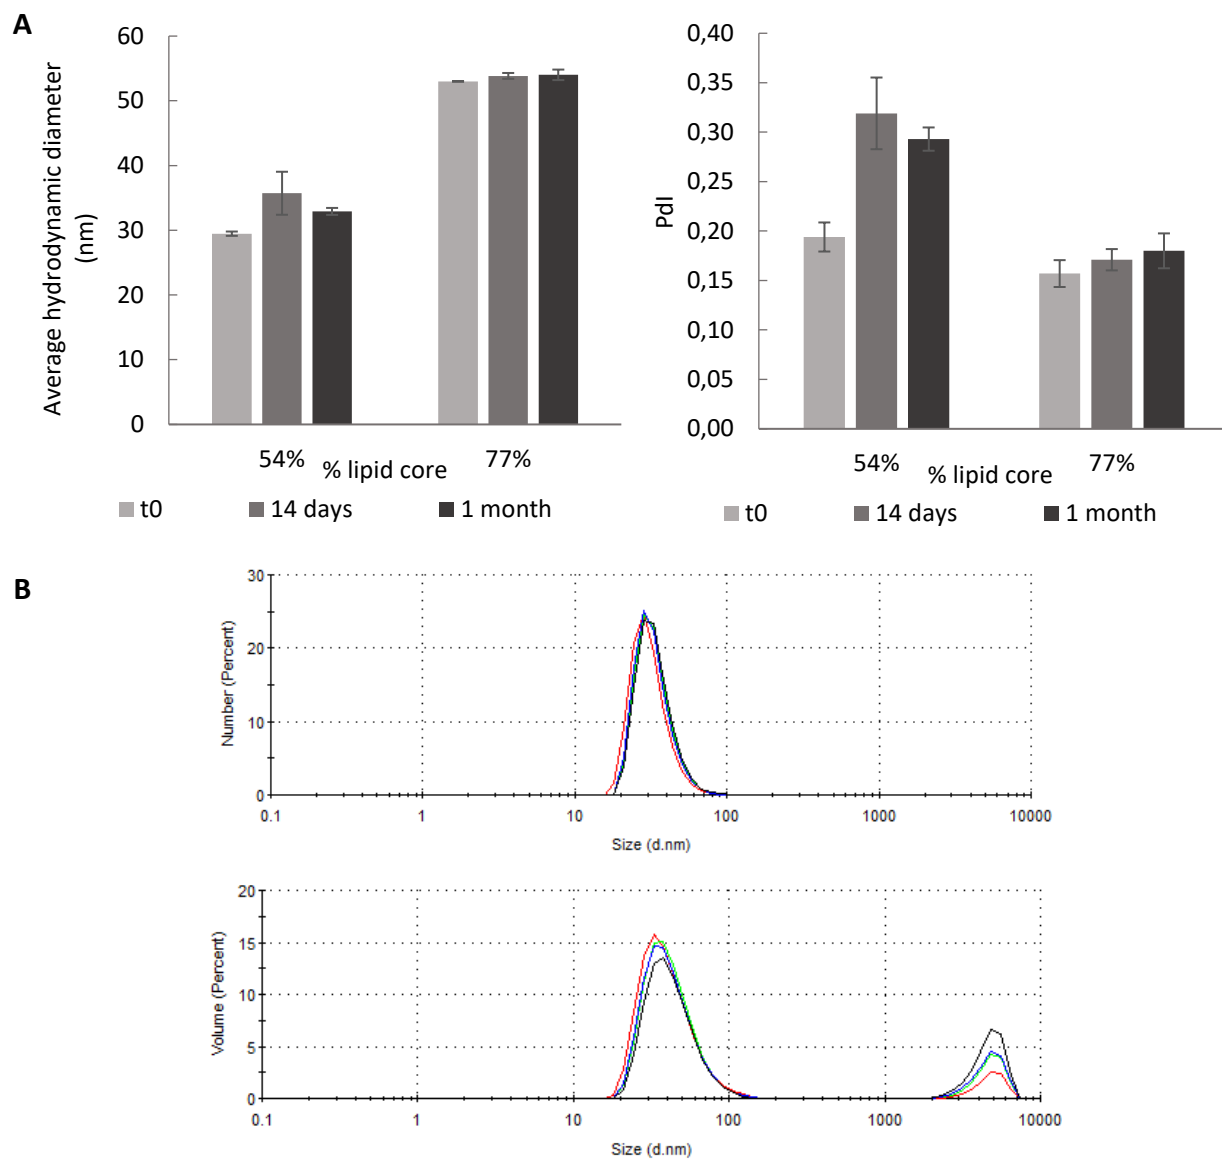 A
Average hydrodynamic diameter
(nm)
60
50
40
30
20
10
0
54%
% lipid core
77%
t0
14 days
1 month
PdI
0,40
0,35
0,30
0,25
0,20
0,15
0,10
0,05
0,00
54%
% lipid core
77%
t0
14 days
1 month
B
Number (Percent)
30
20
10
0
0.1
1
10
100
1000
10000
Size (d.nm)
Volume (Percent)
20
15
10
5
0
0.1
1
10
100
1000
10000
Size (d.nm)